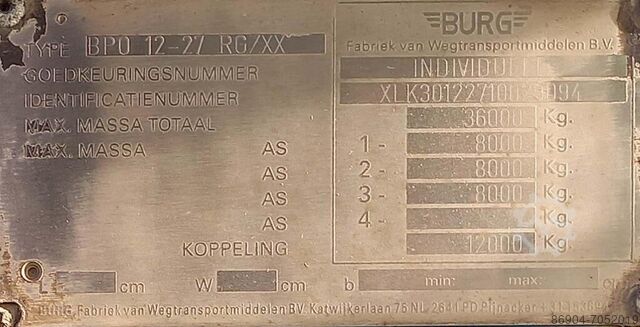 BURG
TYPE BPO 12-27 RG/XX Fabriek van Wegtransportmiddelen B.V.
GOEDKEURINGSNUMMER INDIVIDUEEL
IDENTIFICATIENUMMER
MAX. MASSA TOTAAL 36000 Kg.
MAX. MASSA AS 1- 8000 Kg.
AS 2- 8000 Kg.
AS 3- 8000 Kg.
AS 4- Kg.
KOPPELING 12000 Kg.
L cm W cm b min: max:
BURG, Fabriek van Wegtransportmiddelen BV. Katwijkerlaan 75 NL 2641 PD Pijnacker
86904-7052019